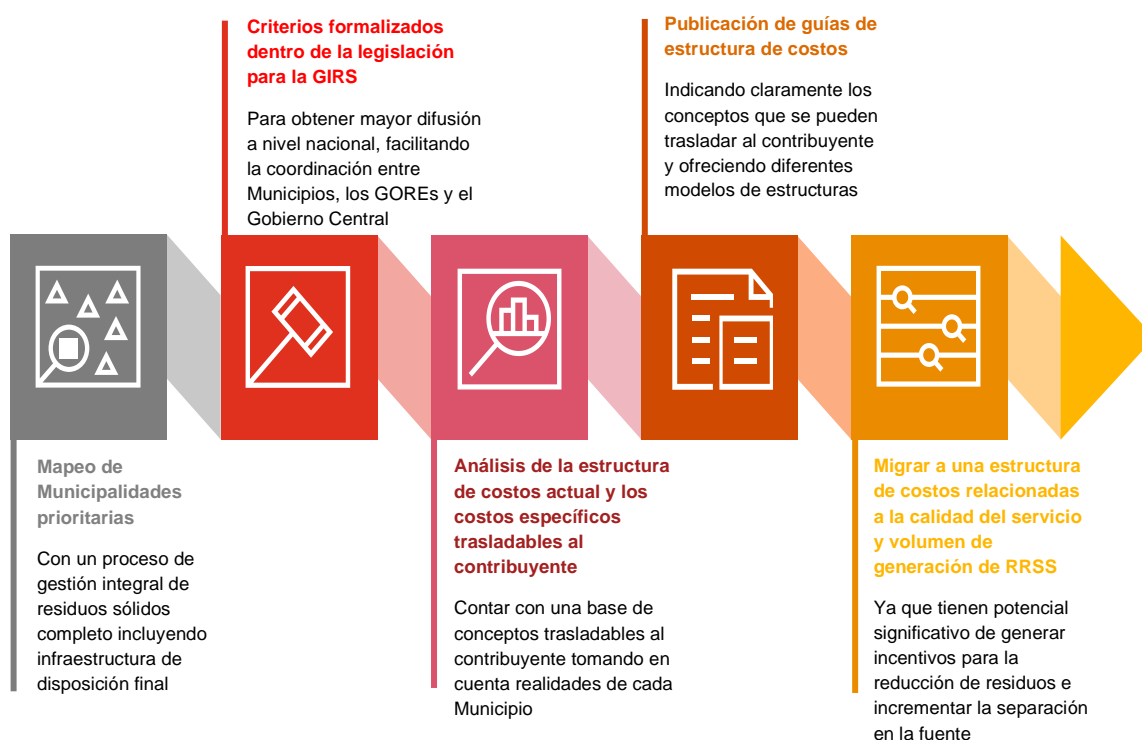 Criterios formalizados
dentro de la legislación
para la GIRS
Para obtener mayor difusión
a nivel nacional, facilitando
la coordinación entre
Municipios, los GOREs y el
Gobierno Central
Publicación de guías de
estructura de costos
Indicando claramente los
conceptos que se pueden
trasladar al contribuyente
y ofreciendo diferentes
modelos de estructuras
Mapeo de
Municipalidades
prioritarias
Con un proceso de
gestión integral de
residuos sólidos
completo incluyendo
infraestructura de
disposición final
Análisis de la estructura
de costos actual y los
costos específicos
trasladables al
contribuyente
Contar con una base de
conceptos trasladables al
contribuyente tomando en
cuenta realidades de cada
Municipio
Migrar a una estructura
de costos relacionadas
a la calidad del servicio
y volumen de
generación de RRSS
Ya que tienen potencial
significativo de generar
incentivos para la
reducción de residuos e
incrementar la separación
en la fuente